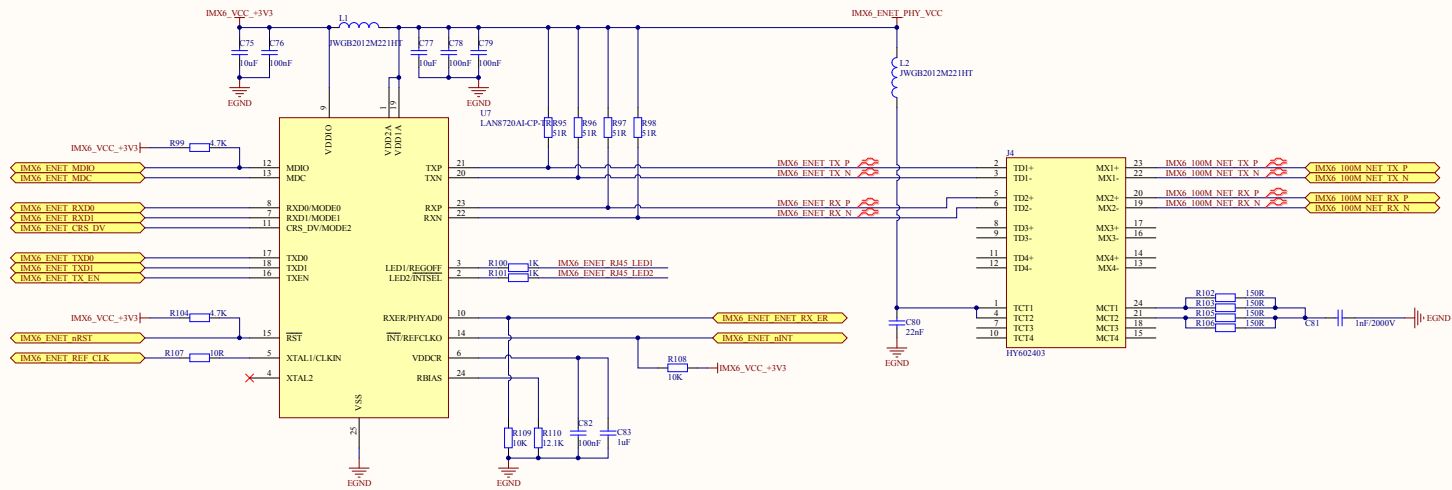 IMX6_VCC_+3V3
L1
JWGB2012M221HT
IMX6_ENET_PHY_VCC
C75
10uF
C76
100nF
C77
10uF
C78
100nF
C79
100nF
EGND
EGND
L2
JWGB2012M221HT
U7
LAN8720AI-CP-TR
R95
51R
R96
51R
R97
51R
R98
51R
9
VDDIO
1
VDD2A
19
VDD1A
IMX6_VCC_+3V3
R99
4.7K
IMX6_ENET_MDIO
12
MDIO
IMX6_ENET_MDC
13
MDC
IMX6_ENET_RXD0
8
RXD0/MODE0
IMX6_ENET_RXD1
7
RXD1/MODE1
IMX6_ENET_CRS_DV
11
CRS_DV/MODE2
IMX6_ENET_TXD0
17
TXD0
IMX6_ENET_TXD1
18
TXD1
IMX6_ENET_TX_EN
16
TXEN
IMX6_VCC_+3V3
R104
4.7K
IMX6_ENET_nRST
15
RST
IMX6_ENET_REF_CLK
R107
10R
5
XTAL1/CLKIN
4
XTAL2
VSS
25
EGND
TXP
21
IMX6_ENET_TX_P
TXN
20
IMX6_ENET_TX_N
RXP
23
IMX6_ENET_RX_P
RXN
22
IMX6_ENET_RX_N
LED1/REGOFF
3
R100
1K
IMX6_ENET_RJ45_LED1
LED2/INTSEL
2
R101
1K
IMX6_ENET_RJ45_LED2
RXER/PHYAD0
10
IMX6_ENET_ENET_RX_ER
INT/REFCLKO
14
IMX6_ENET_nINT
VDDCR
6
R108
10K
IMX6_VCC_+3V3
RBIAS
24
R109
10K
R110
12.1K
C82
100nF
C83
1uF
EGND
C80
22nF
EGND
J4
2
TD1+
3
TD1-
5
TD2+
6
TD2-
8
TD3+
9
TD3-
11
TD4+
12
TD4-
1
TCT1
4
TCT2
7
TCT3
10
TCT4
HY602403
MX1+
23
IMX6_100M_NET_TX_P
IMX6_100M_NET_TX_P
MX1-
22
IMX6_100M_NET_TX_N
IMX6_100M_NET_TX_N
MX2+
20
IMX6_100M_NET_RX_P
IMX6_100M_NET_RX_P
MX2-
19
IMX6_100M_NET_RX_N
IMX6_100M_NET_RX_N
MX3+
17
MX3-
16
MX4+
14
MX4-
13
MCT1
24
MCT2
21
MCT3
18
MCT4
15
R102
150R
R103
150R
R105
150R
R106
150R
C81
1nF/2000V
EGND